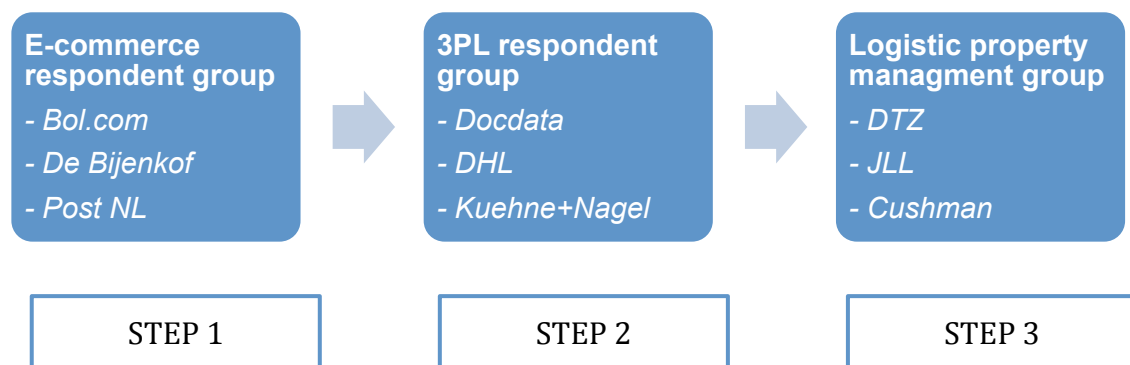 E-commerce
respondent group
- Bol.com
- De Bijenkof
- Post NL
3PL respondent
group
- Docdata
- DHL
- Kuehne+Nagel
Logistic property
managment group
- DTZ
- JLL
- Cushman
STEP 1
STEP 2
STEP 3